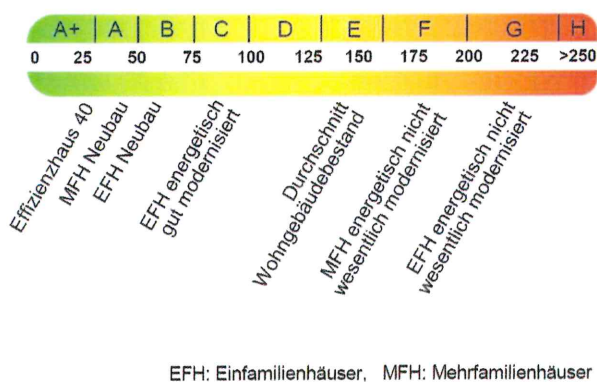 A+ A B C D E F G H
0 25 50 75 100 125 150 175 200 225 >250
Effizienzhaus 40
MFH Neubau
EFH Neubau
EFH energetisch
gut modernisiert
Durchschnitt
Wohngebäudebestand
MFH energetisch nicht
wesentlich modernisiert
EFH energetisch nicht
wesentlich modernisiert
EFH: Einfamilienhäuser, MFH: Mehrfamilienhäuser